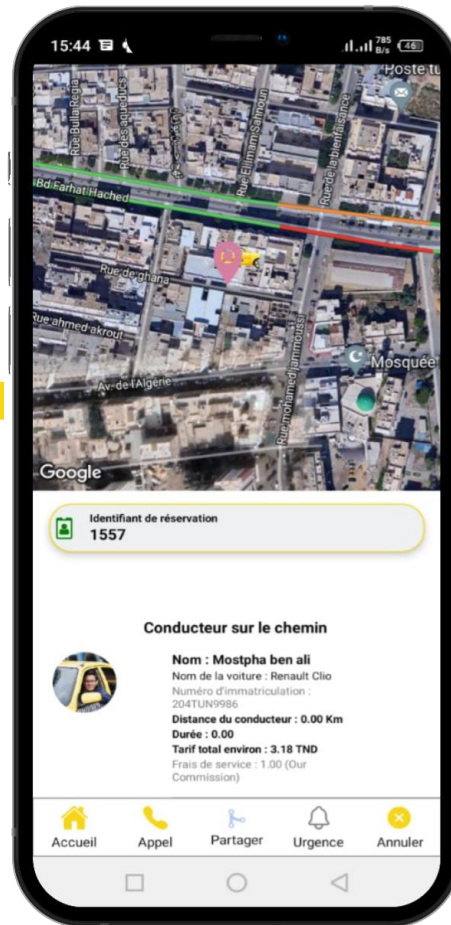 15:44
785
B/s
46
Poste tu
Rue Bulla Regia
Rue des aqueducs
Rue Ellimam Sahnoun
Rue de la bienfaisance
Bd Farhat Hached
Rue de ghana
Rue ahmed akrout
Av. de l'Algérie
Rue mohamed jammoussi
Mosquée
Google
Identifiant de réservation
1557
Conducteur sur le chemin
Nom : Mostpha ben ali
Nom de la voiture : Renault Clio
Numéro d'immatriculation :
204TUN9986
Distance du conducteur : 0.00 Km
Durée : 0.00
Tarif total environ : 3.18 TND
Frais de service : 1.00 (Our
Commission)
Accueil Appel Partager Urgence Annuler